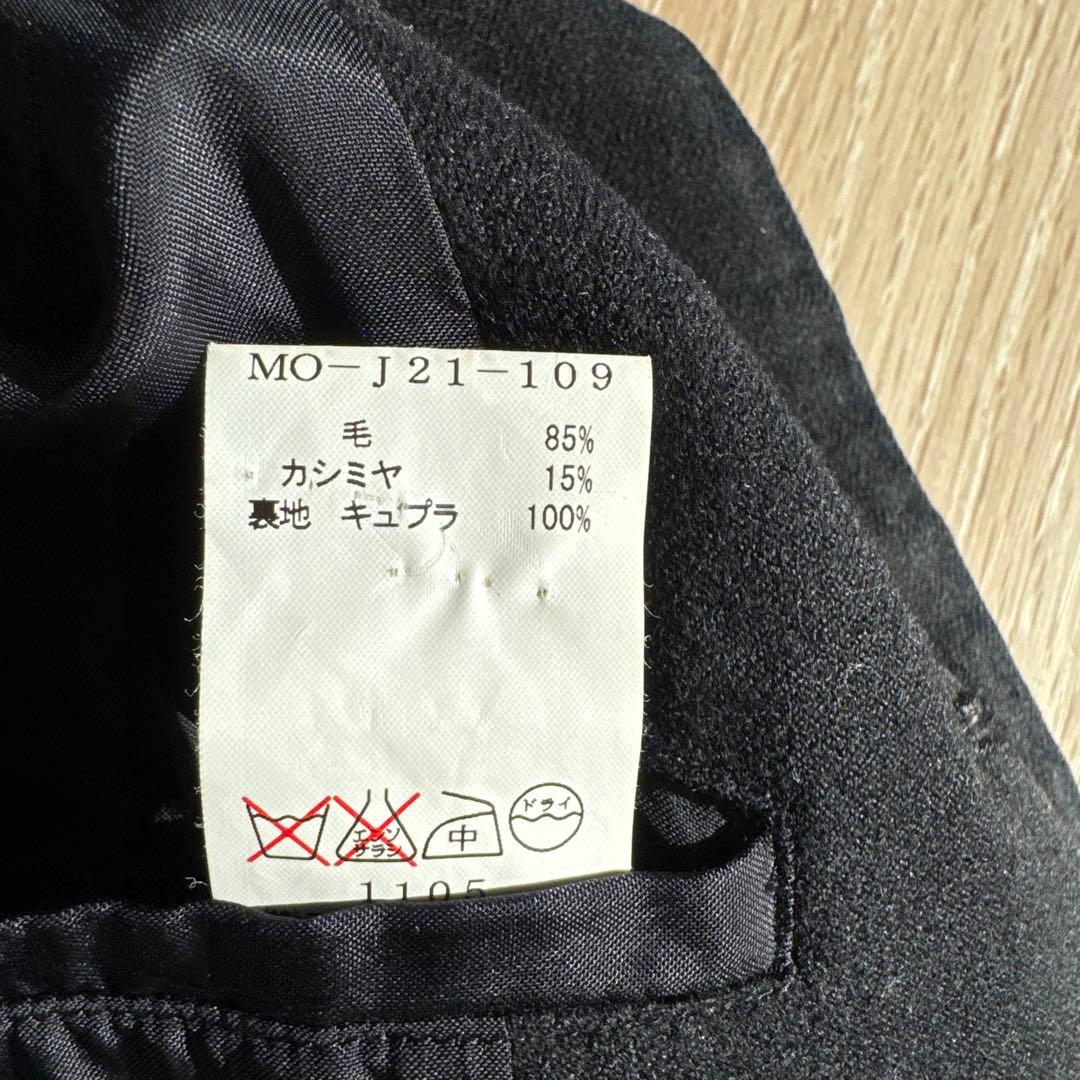 MO-J21-109
毛 85%
カシミヤ 15%
裏地 キュプラ 100%
エンソ
サラシ
中
ドライ
1105